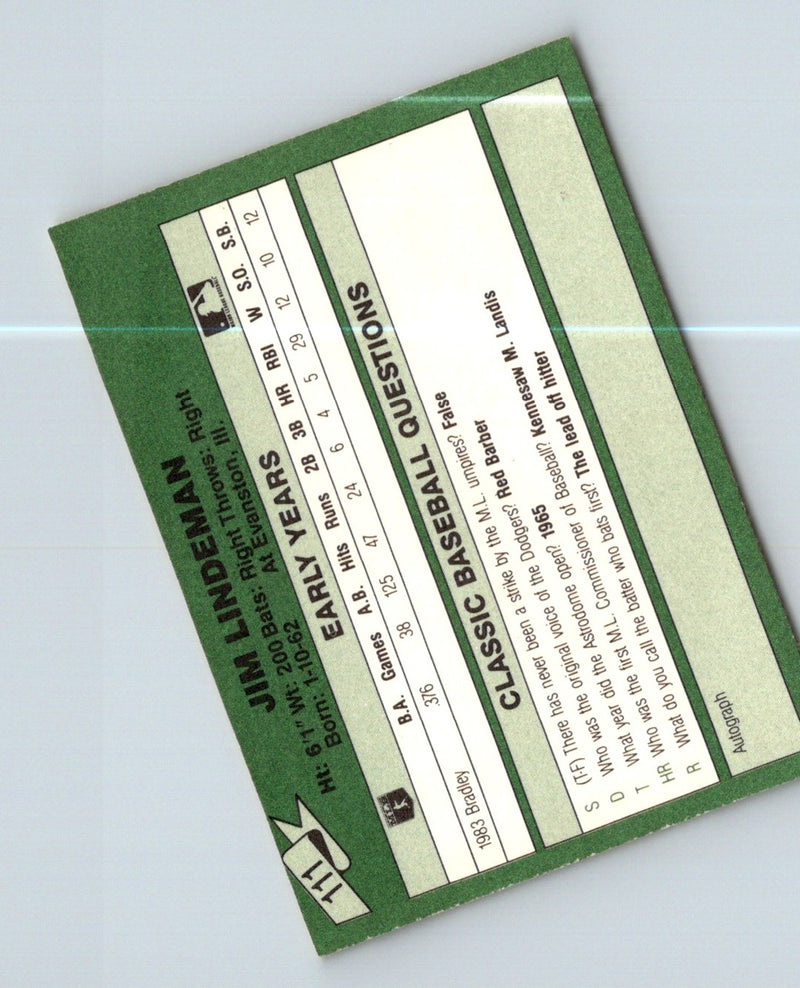 111
JIM LINDEMAN
Ht: 6'1" Wt: 200 Bats: Right Throws: Right
Born: 1-10-62 At Evanston, Ill.
EARLY YEARS
B.A. Games A.B. Hits Runs 2B 3B HR RBI W S.O. S.B.
1983 Bradley 376 38 125 47 24 6 4 5 29 12 10 12
CLASSIC BASEBALL QUESTIONS
S (T-F) There has never been a strike by the M.L. umpires? False
D Who was the original voice of the Dodgers? Red Barber
T What year did the Astrodome open? 1965
HR Who was the first M.L. Commissioner of Baseball? Kennesaw M. Landis
R What do you call the batter who bats first? The lead off hitter
Autograph